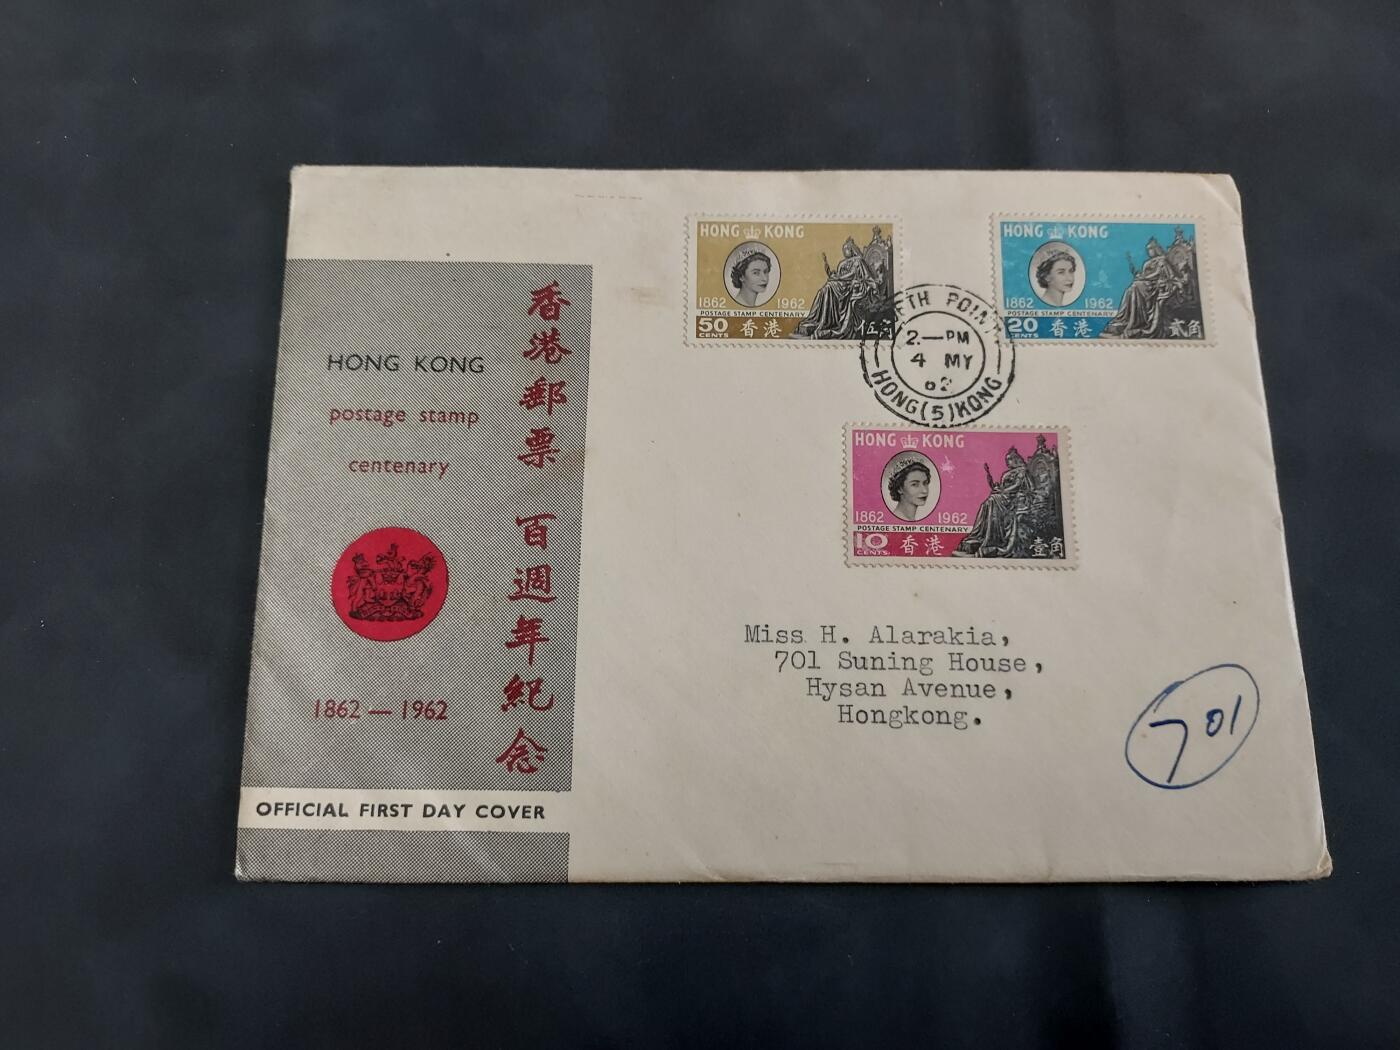 HONG KONG
postage stamp
centenary
1862 — 1962
香港郵票 百週年紀念
OFFICIAL FIRST DAY COVER
HONG KONG
1862 1962
POSTAGE STAMP CENTENARY
50 CENTS 香港 伍角
HONG KONG
1862 1962
POSTAGE STAMP CENTENARY
20 CENTS 香港 貳角
POINT
2.—PM
4 MY
62
HONG(5)KONG
HONG KONG
1862 1962
POSTAGE STAMP CENTENARY
10 CENTS 香港 壹角
Miss H. Alarakia,
701 Suning House,
Hysan Avenue,
Hongkong.
701